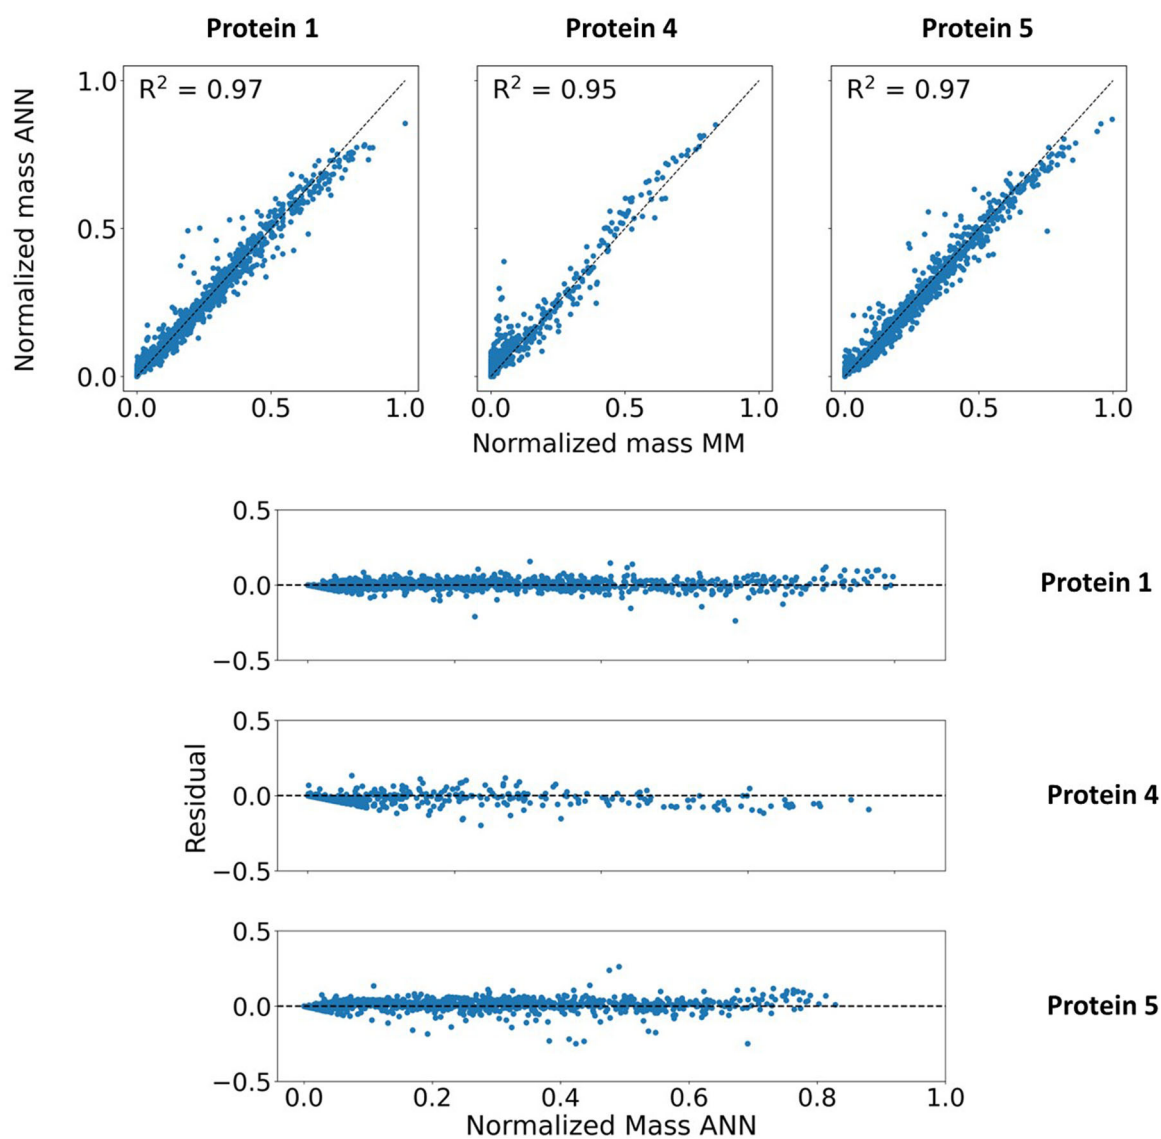 Protein 1
Protein 4
Protein 5
R² = 0.97
R² = 0.95
R² = 0.97
Normalized mass ANN
1.0
0.5
0.0
0.0 0.5 1.0
0.0 0.5 1.0
0.0 0.5 1.0
Normalized mass MM
0.5
0.0
−0.5
Protein 1
Residual
0.5
0.0
−0.5
Protein 4
0.5
0.0
−0.5
Protein 5
0.0 0.2 0.4 0.6 0.8 1.0
Normalized Mass ANN